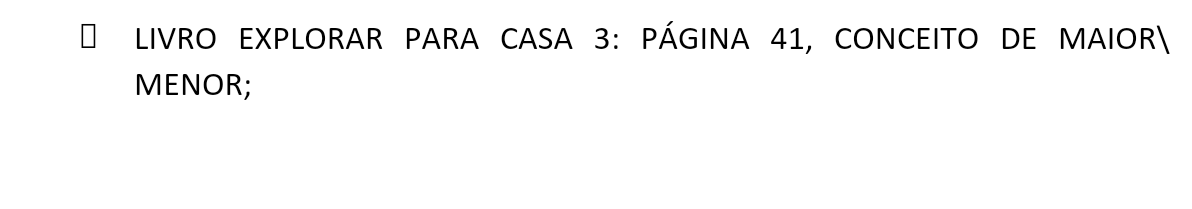 LIVRO EXPLORAR PARA CASA 3: PÁGINA 41, CONCEITO DE MAIOR\
MENOR;